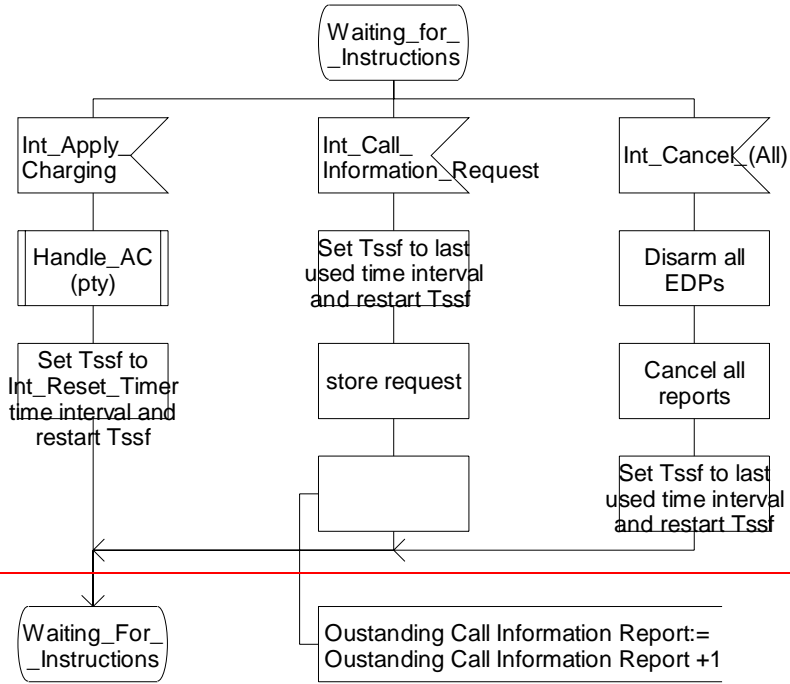 Waiting_for_
_Instructions
Int_Apply_
Charging
Int_Call_
Information_Request
Int_Cancel_(All)
Handle_AC
(pty)
Set Tssf to last
used time interval
and restart Tssf
Disarm all
EDPs
Set Tssf to
Int_Reset_Timer
time interval and
restart Tssf
store request
Cancel all
reports
Set Tssf to last
used time interval
and restart Tssf
Waiting_For_
_Instructions
Oustanding Call Information Report:=
Oustanding Call Information Report +1